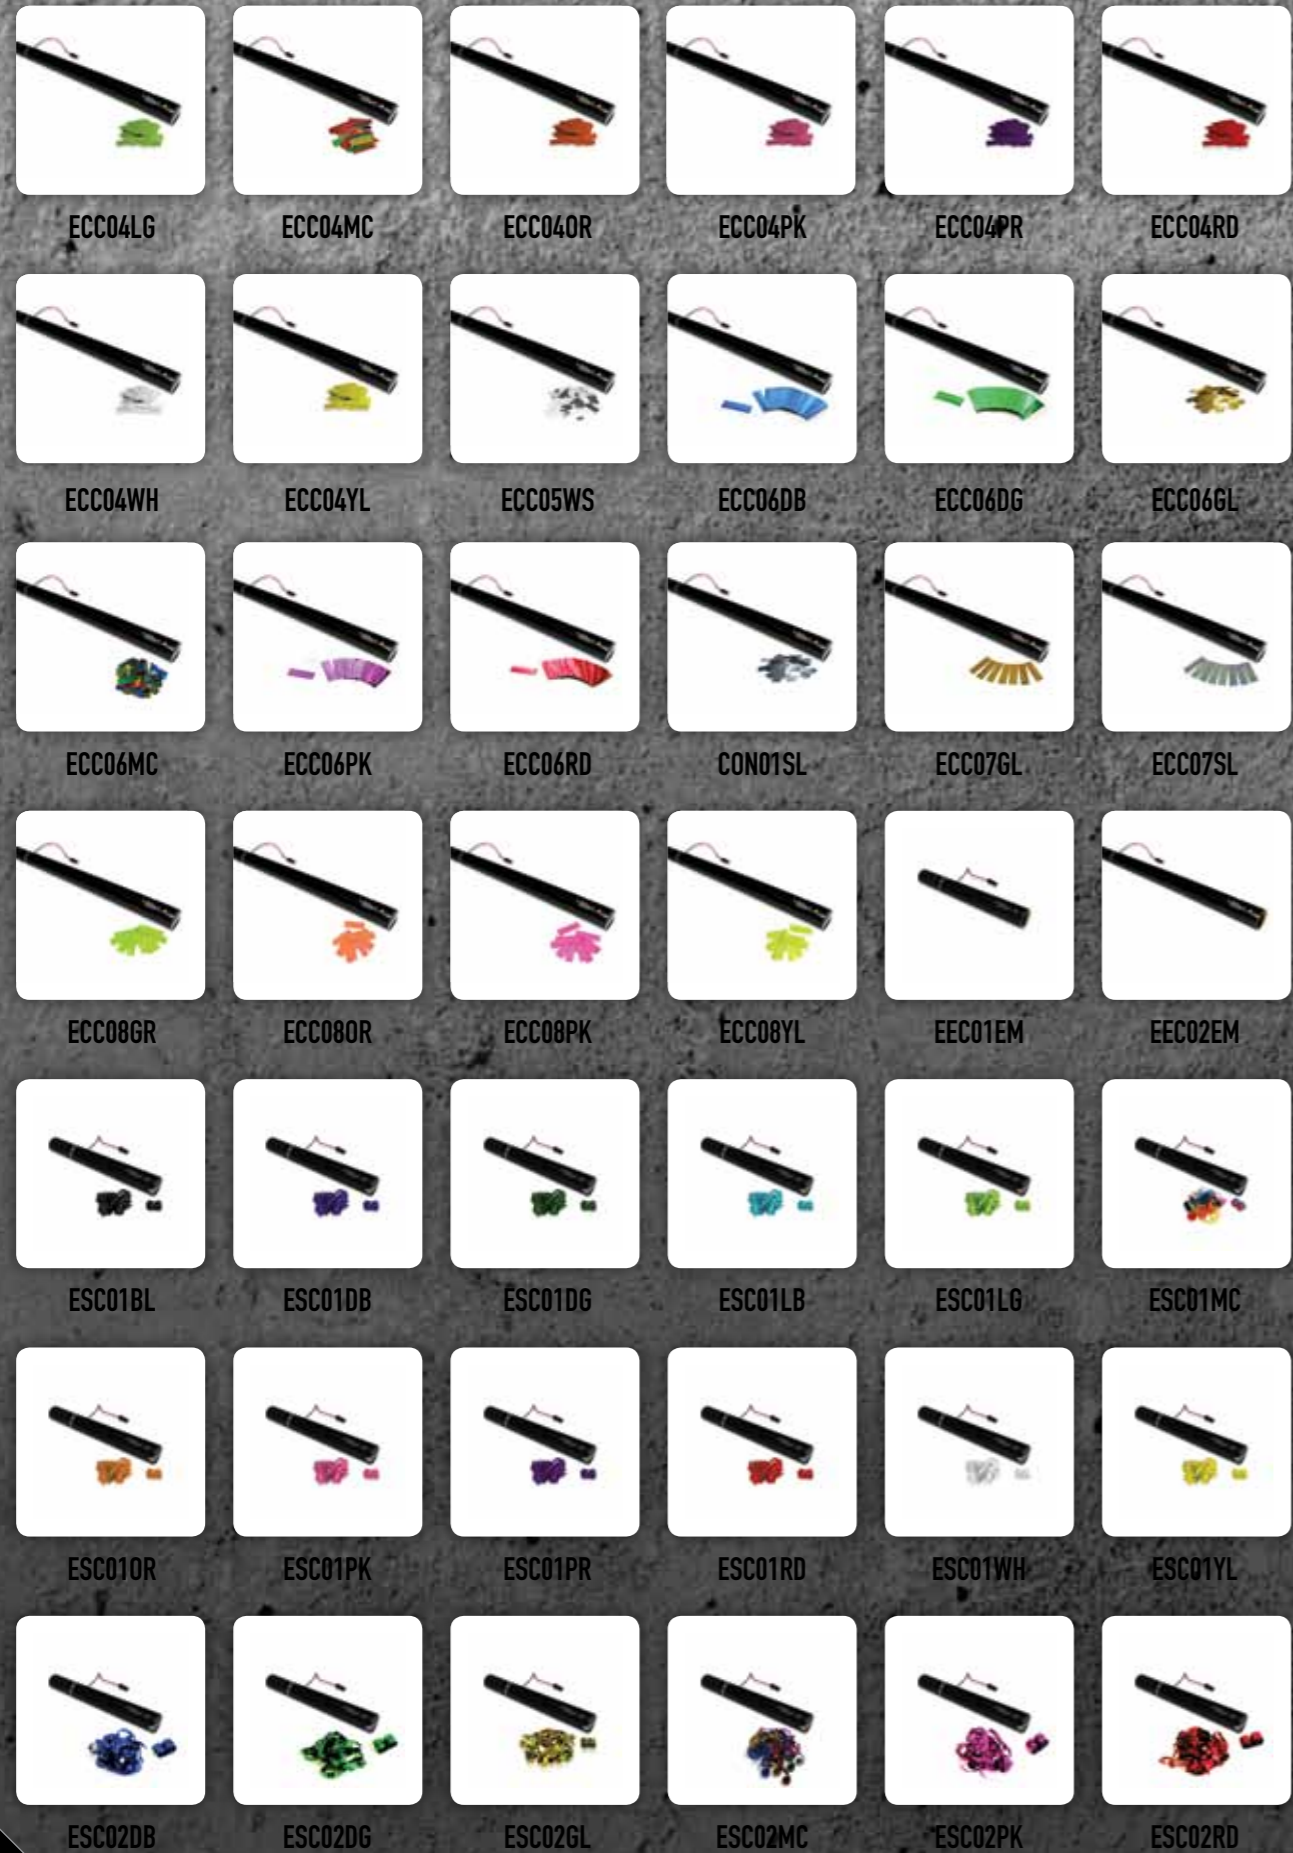 ECC04LG ECC04MC ECC04OR ECC04PK ECC04PR ECC04RD
ECC04WH ECC04YL ECC05WS ECC06DB ECC06DG ECC06GL
ECC06MC ECC06PK ECC06RD CON01SL ECC07GL ECC07SL
ECC08GR ECC08OR ECC08PK ECC08YL EEC01EM EEC02EM
ESC01BL ESC01DB ESC01DG ESC01LB ESC01LG ESC01MC
ESC01OR ESC01PK ESC01PR ESC01RD ESC01WH ESC01YL
ESC02DB ESC02DG ESC02GL ESC02MC ESC02PK ESC02RD